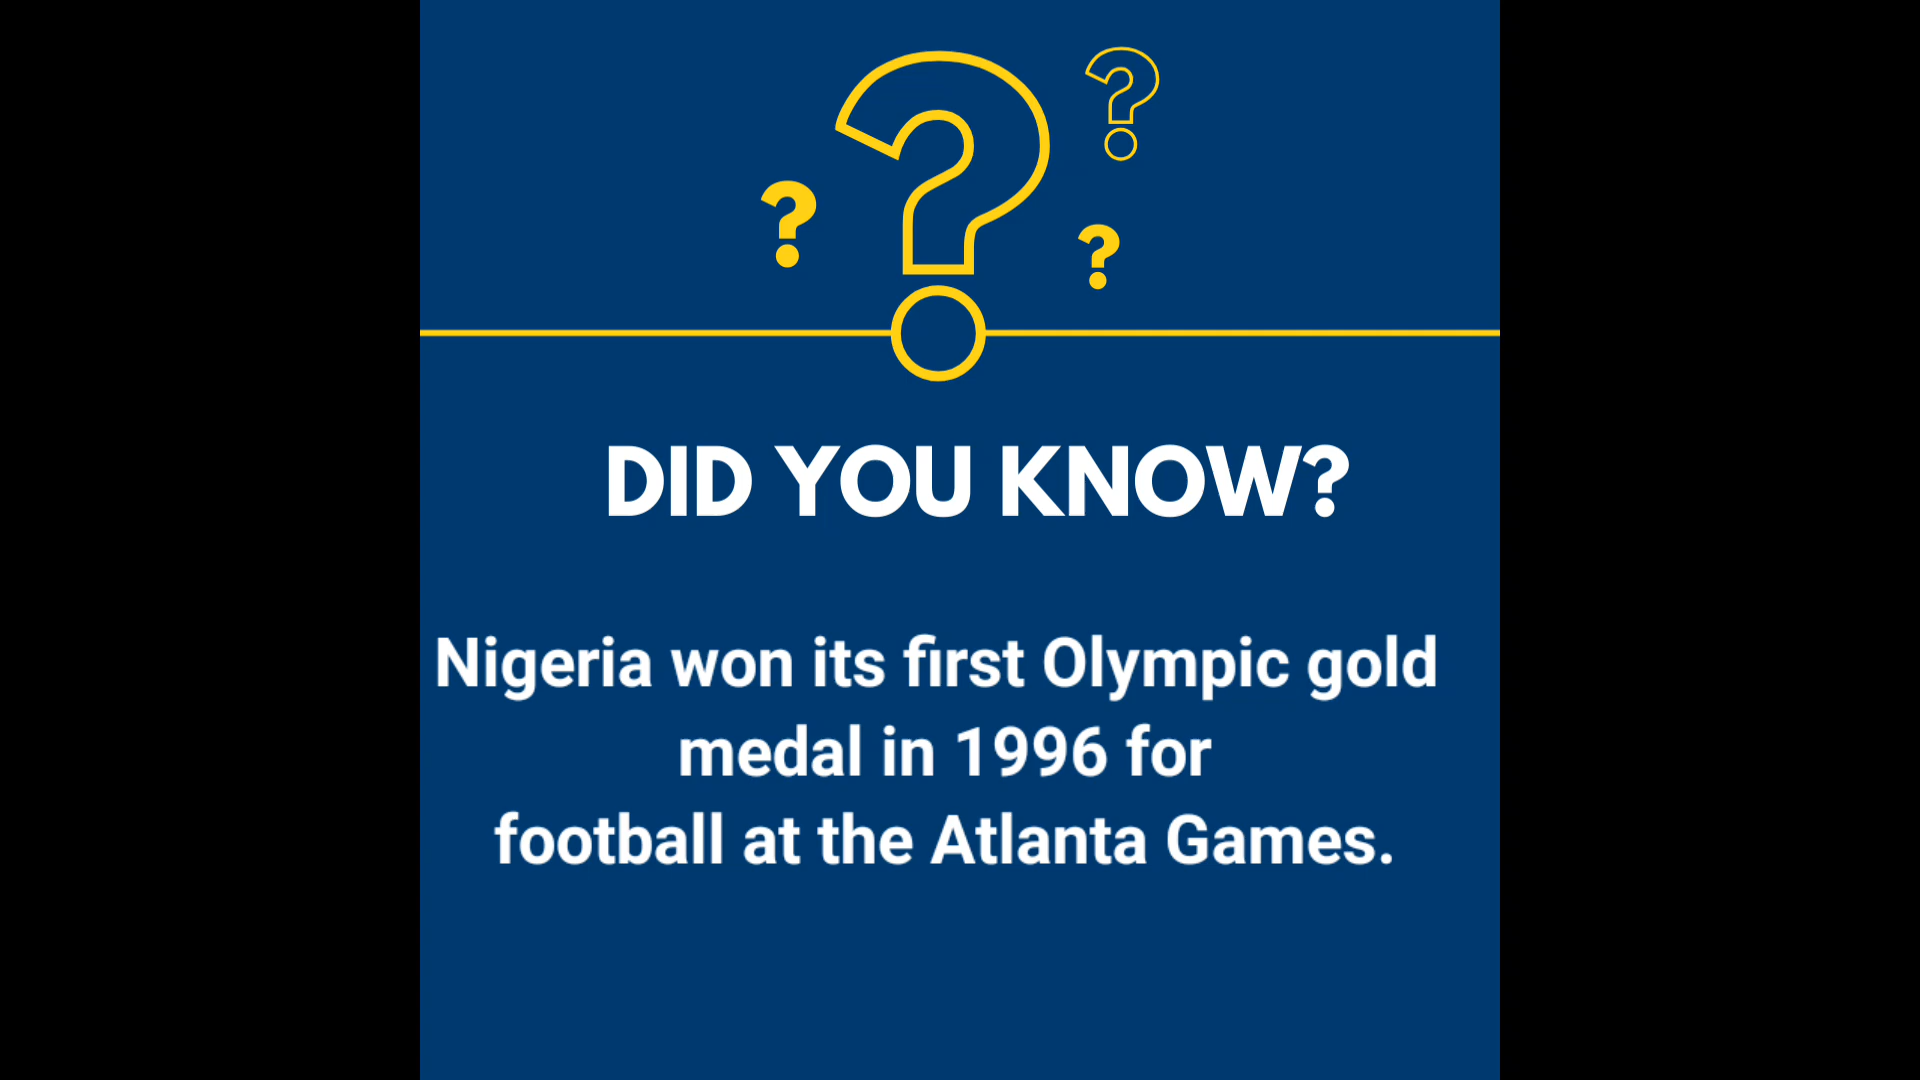 DID YOU KNOW?
Nigeria won its first Olympic gold
medal in 1996 for
football at the Atlanta Games.